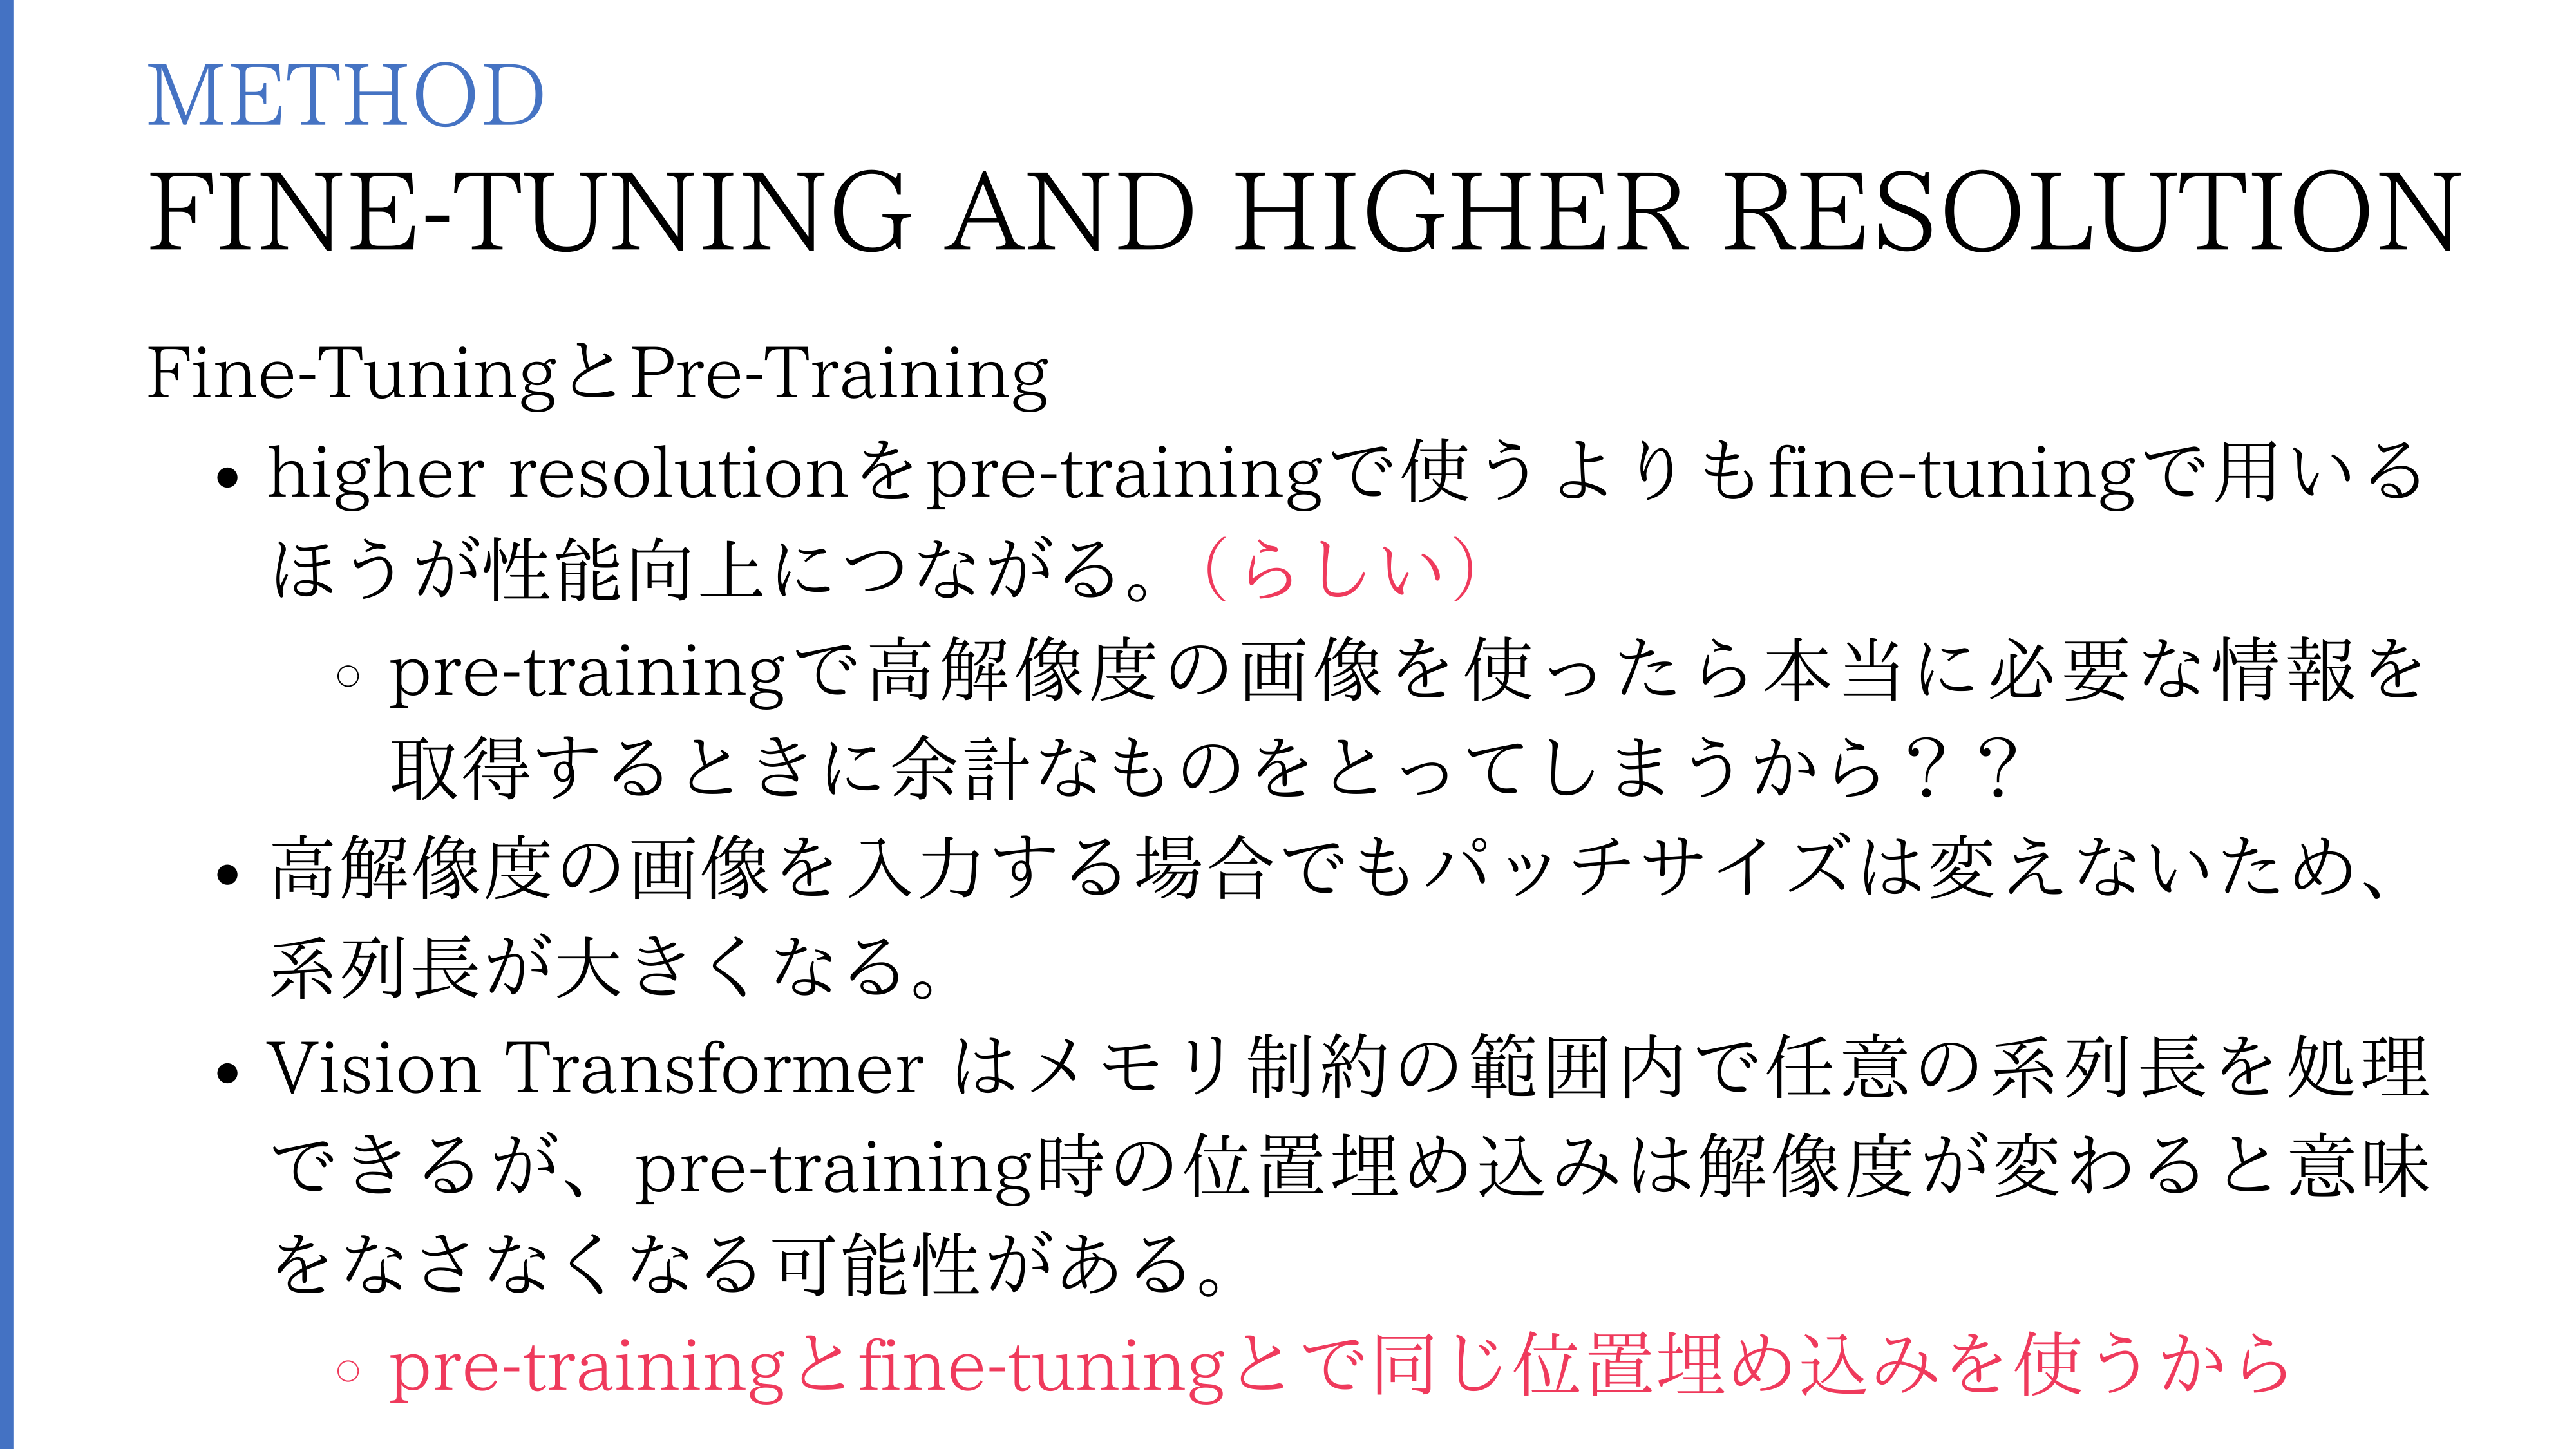 METHOD
FINE-TUNING AND HIGHER RESOLUTION
Fine-TuningとPre-Training
• higher resolutionをpre-trainingで使うよりもfine-tuningで用いる
ほうが性能向上につながる。（らしい）
○ pre-trainingで高解像度の画像を使ったら本当に必要な情報を
取得するときに余計なものをとってしまうから？？
• 高解像度の画像を入力する場合でもパッチサイズは変えないため、
系列長が大きくなる。
• Vision Transformer はメモリ制約の範囲内で任意の系列長を処理
できるが、pre-training時の位置埋め込みは解像度が変わると意味
をなさなくなる可能性がある。
○ pre-trainingとfine-tuningとで同じ位置埋め込みを使うから